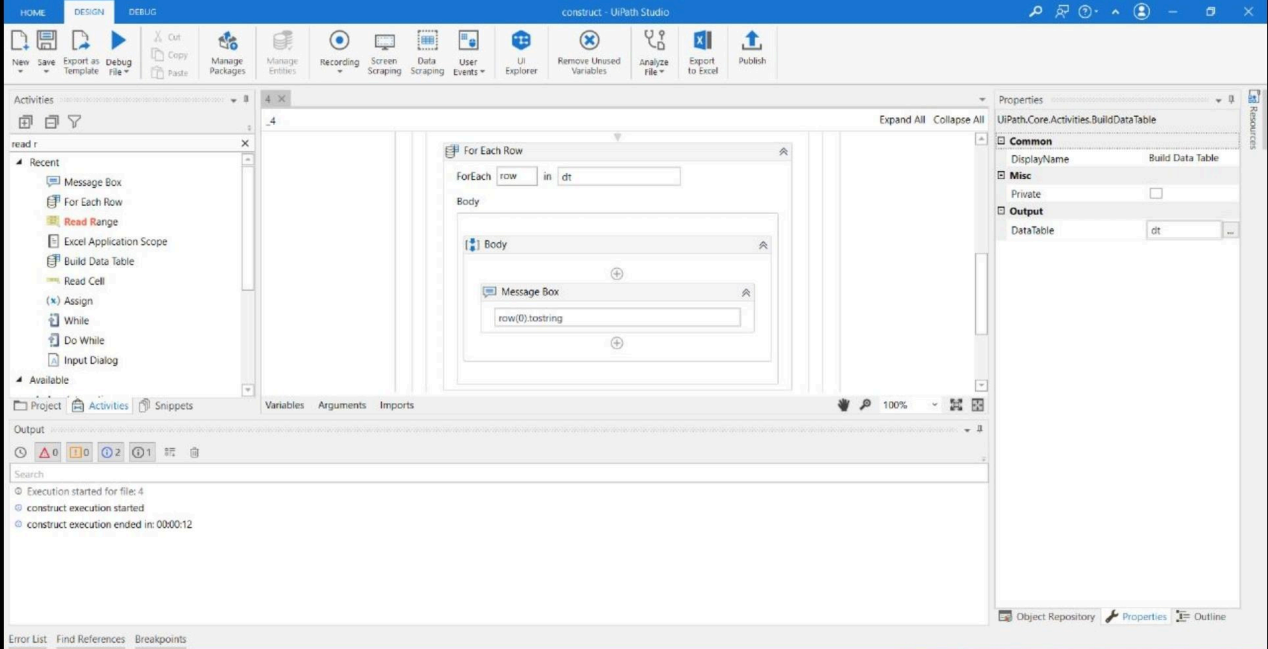 HOME DESIGN DEBUG construct - UiPath Studio
New Save Export as Template Debug File Cut Copy Paste Manage Packages Manage Entities Recording Screen Scraping Data Scraping User Events UI Explorer Remove Unused Variables Analyze File Export to Excel Publish
Activities
read r
Recent
Message Box
For Each Row
Read Range
Excel Application Scope
Build Data Table
Read Cell
(x) Assign
While
Do While
Input Dialog
Available
Project Activities Snippets
4
_4 Expand All Collapse All
For Each Row
ForEach row in dt
Body
Body
Message Box
row(0).tostring
Variables Arguments Imports 100%
Properties
UiPath.Core.Activities.BuildDataTable
Common
DisplayName Build Data Table
Misc
Private
Output
DataTable dt ...
Resources
Output
0 0 2 1
Search
Execution started for file: 4
construct execution started
construct execution ended in: 00:00:12
Object Repository Properties Outline
Error List Find References Breakpoints